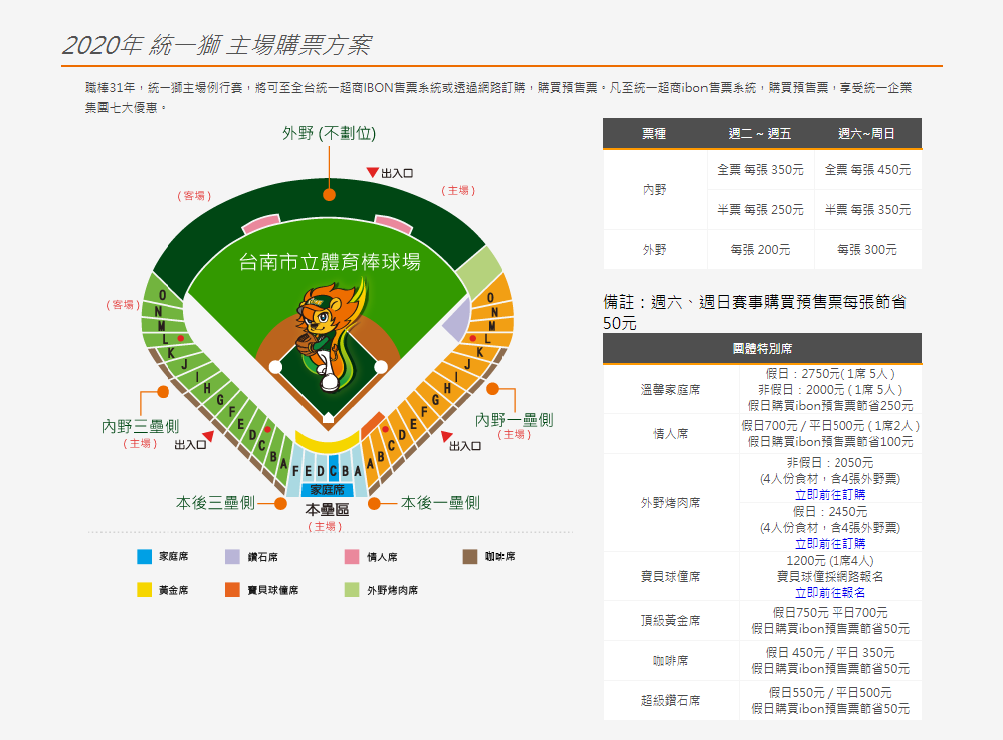 2020年 統一獅 主場購票方案
職棒31年，統一獅主場例行賽，將可至全台統一超商IBON售票系統或透過網路訂購，購買預售票。凡至統一超商ibon售票系統，購買預售票，享受統一企業
集團七大優惠。
外野 (不劃位)
出入口
(客場)
(主場)
台南市立體育棒球場
(客場)
O
N
M
L
K
J
I
H
G
F
E
D
C
B
A
F E D C B A
A
B
C
D
E
F
G
H
I
J
K
L
M
N
O
內野三壘側
(主場)
出入口
內野一壘側
(主場)
出入口
家庭席
本後三壘側
本壘區
(主場)
本後一壘側
家庭席
鑽石席
情人席
咖啡席
黃金席
寶貝球僮席
外野烤肉席
票種 週二 ~ 週五 週六~周日
內野
全票 每張 350元 全票 每張 450元
半票 每張 250元 半票 每張 350元
外野 每張 200元 每張 300元
備註：週六、週日賽事購買預售票每張節省
50元
團體特別席
溫馨家庭席
假日：2750元( 1席 5人 )
非假日：2000元 ( 1席 5人 )
假日購買ibon預售票節省250元
情人席
假日700元 / 平日500元 ( 1席2人 )
假日購買ibon預售票節省100元
外野烤肉席
非假日：2050元
(4人份食材，含4張外野票)
立即前往訂購
假日：2450元
(4人份食材，含4張外野票)
立即前往訂購
寶貝球僮席
1200元 (1席4人)
寶貝球僮採網路報名
立即前往報名
頂級黃金席
假日750元 平日700元
假日購買ibon預售票節省50元
咖啡席
假日 450元 / 平日 350元
假日購買ibon預售票節省50元
超級鑽石席
假日550元 / 平日500元
假日購買ibon預售票節省50元